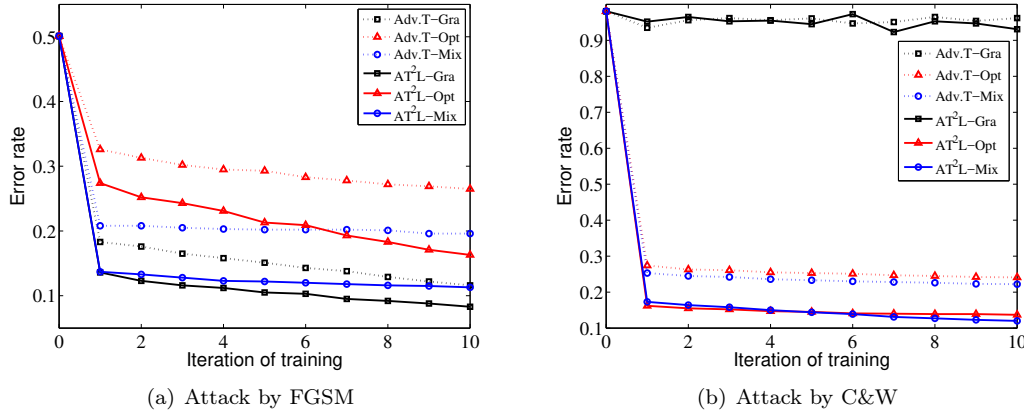 0.5
0.4
0.3
0.2
0.1
Error rate
0 2 4 6 8 10
Iteration of training
Adv.T−Gra
Adv.T−Opt
Adv.T−Mix
AT²L−Gra
AT²L−Opt
AT²L−Mix
(a) Attack by FGSM
0.9
0.8
0.7
0.6
0.5
0.4
0.3
0.2
0.1
Error rate
0 2 4 6 8 10
Iteration of training
Adv.T−Gra
Adv.T−Opt
Adv.T−Mix
AT²L−Gra
AT²L−Opt
AT²L−Mix
(b) Attack by C&W